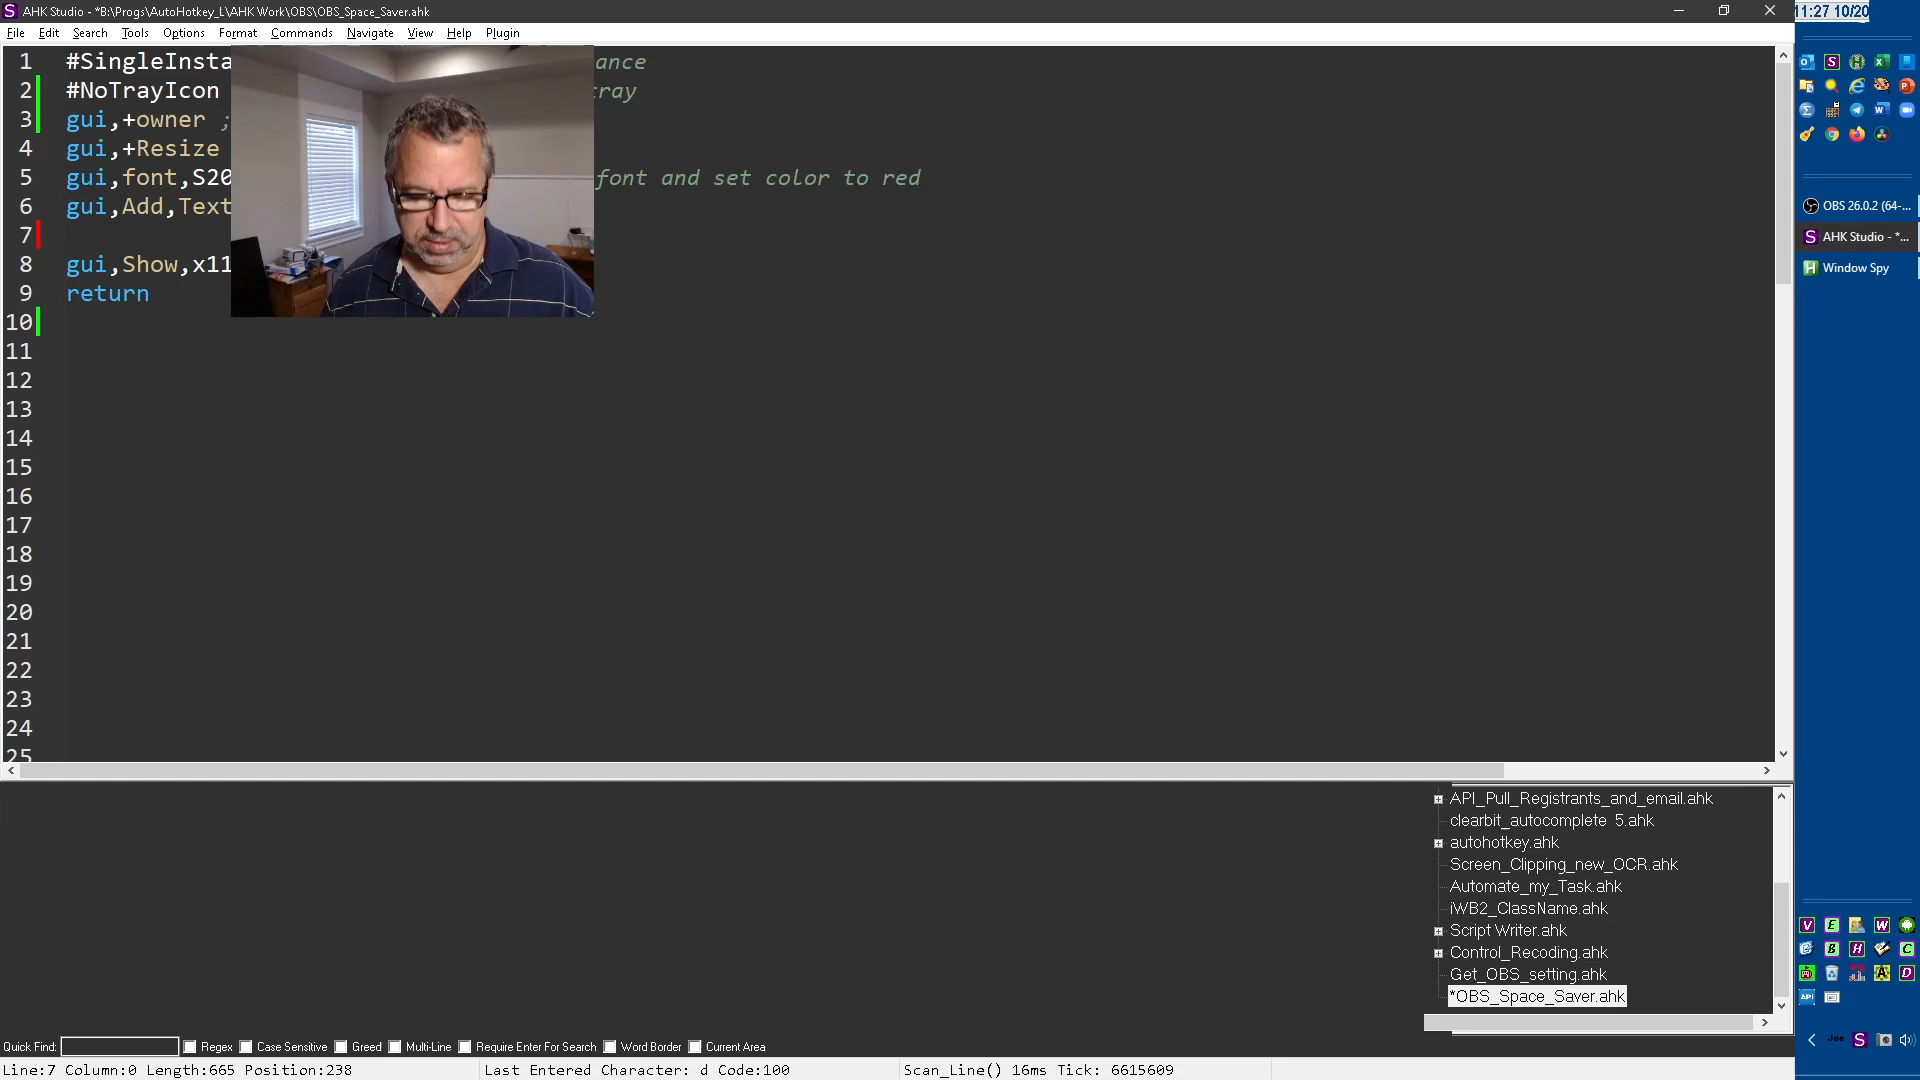 AHK Studio - *B:\Progs\AutoHotkey_L\AHK Work\OBS\OBS_Space_Saver.ahk
11:27 10/20
File Edit Search Tools Options Format Commands Navigate View Help Plugin
1 #SingleInsta ance
2 #NoTrayIcon tray
3 gui,+owner ;
4 gui,+Resize
5 gui,font,S20 font and set color to red
6 gui,Add,Text
7
8 gui,Show,x11
9 return
10
11
12
13
14
15
16
17
18
19
20
21
22
23
24
25
OBS 26.0.2 (64-...
AHK Studio - *...
Window Spy
API_Pull_Registrants_and_email.ahk
clearbit_autocomplete 5.ahk
autohotkey.ahk
Screen_Clipping_new_OCR.ahk
Automate_my_Task.ahk
iWB2_ClassName.ahk
Script Writer.ahk
Control_Recoding.ahk
Get_OBS_setting.ahk
*OBS_Space_Saver.ahk
Quick Find: Regex Case Sensitive Greed Multi-Line Require Enter For Search Word Border Current Area
Line:7 Column:0 Length:665 Position:238 Last Entered Character: d Code:100 Scan_Line() 16ms Tick: 6615609